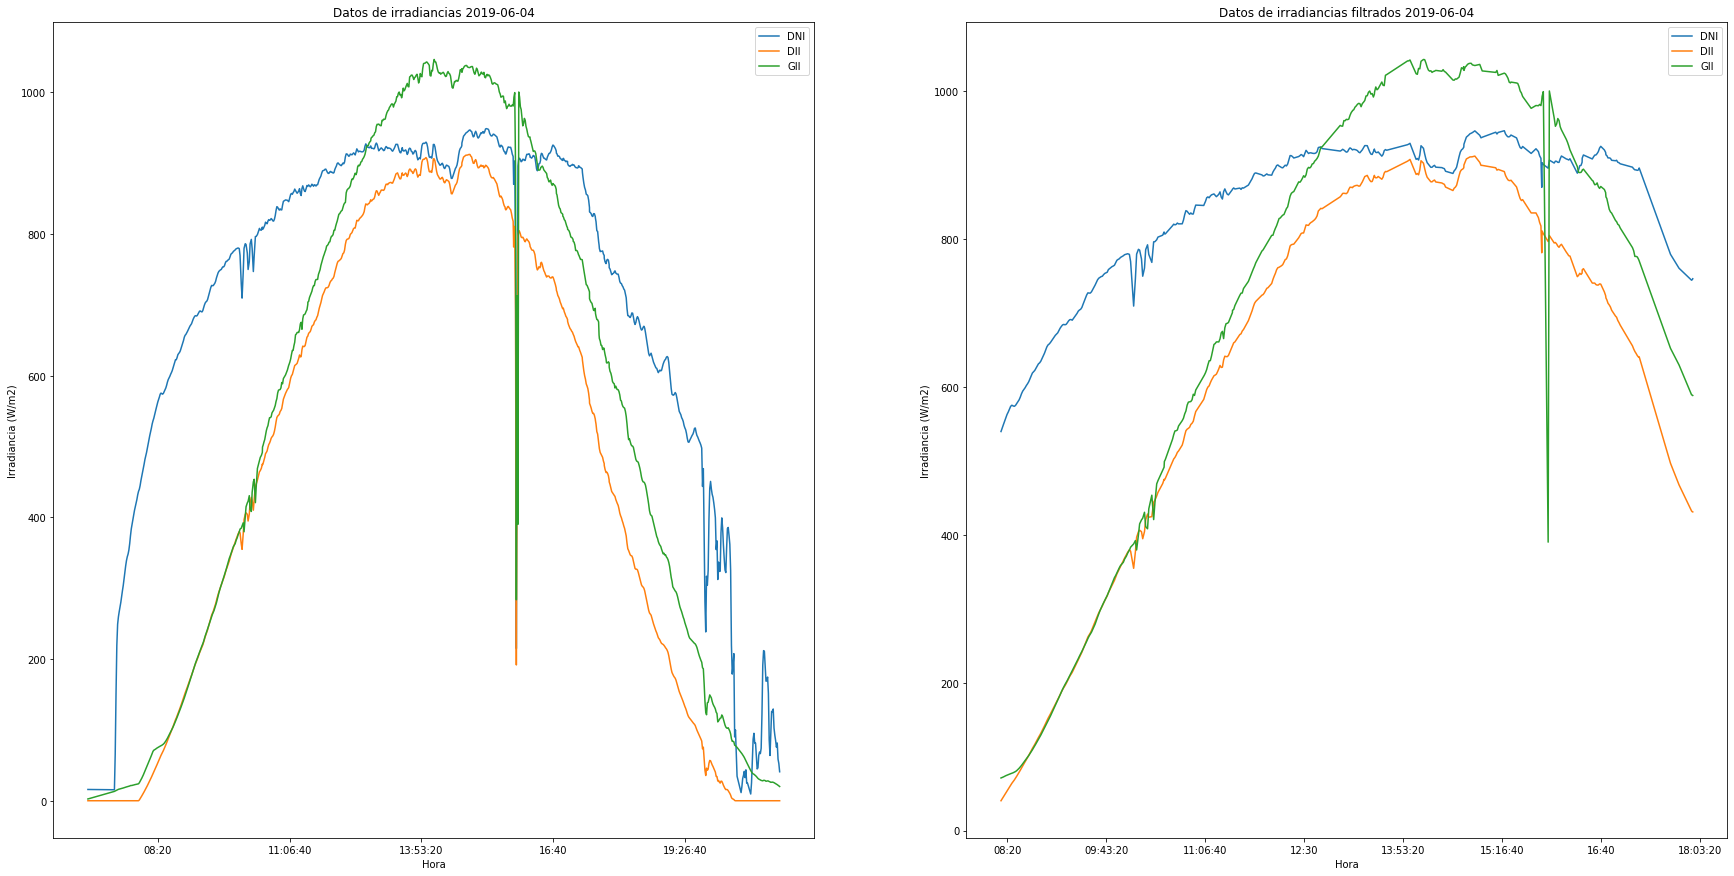 Datos de irradiancias 2019-06-04
DNI
DII
GII
1000
800
600
400
200
0
Irradiancia (W/m2)
08:20
11:06:40
13:53:20
16:40
19:26:40
Hora
Datos de irradiancias filtrados 2019-06-04
DNI
DII
GII
1000
800
600
400
200
0
Irradiancia (W/m2)
08:20
09:43:20
11:06:40
12:30
13:53:20
15:16:40
16:40
18:03:20
Hora